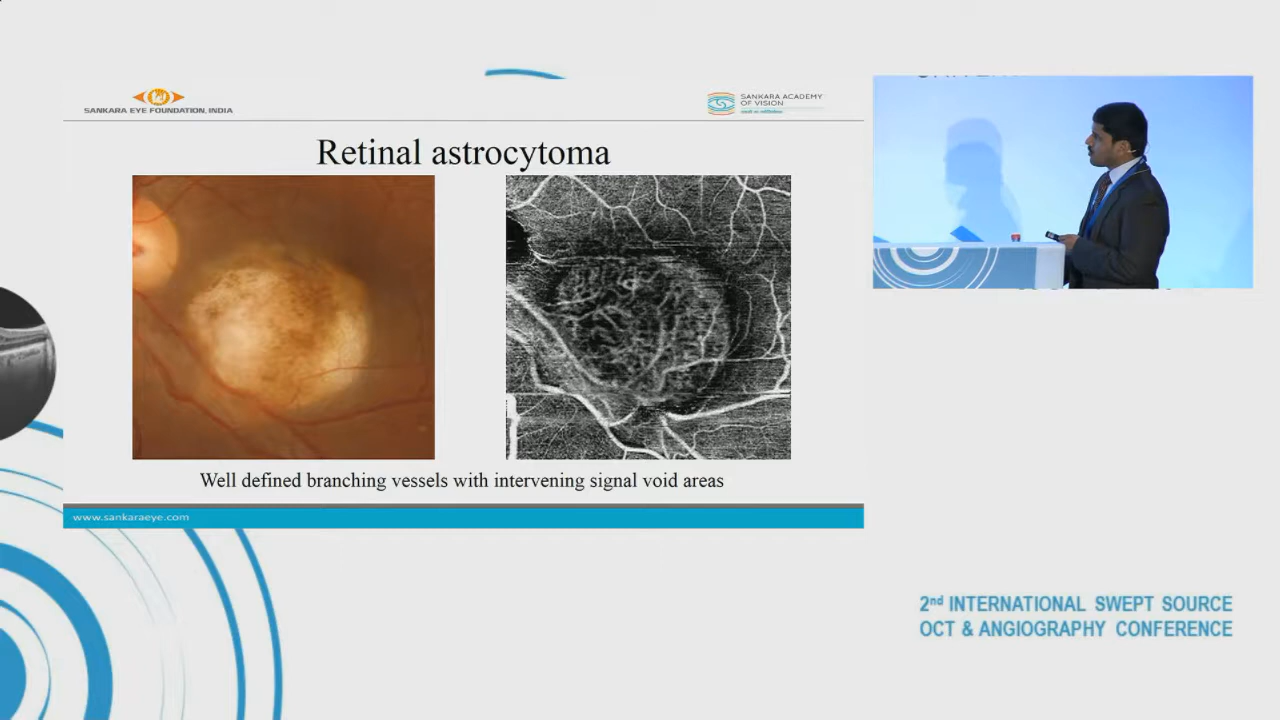 SANKARA EYE FOUNDATION, INDIA
SANKARA ACADEMY
OF VISION
Retinal astrocytoma
Well defined branching vessels with intervening signal void areas
www.sankaraeye.com
2nd INTERNATIONAL SWEPT SOURCE
OCT & ANGIOGRAPHY CONFERENCE